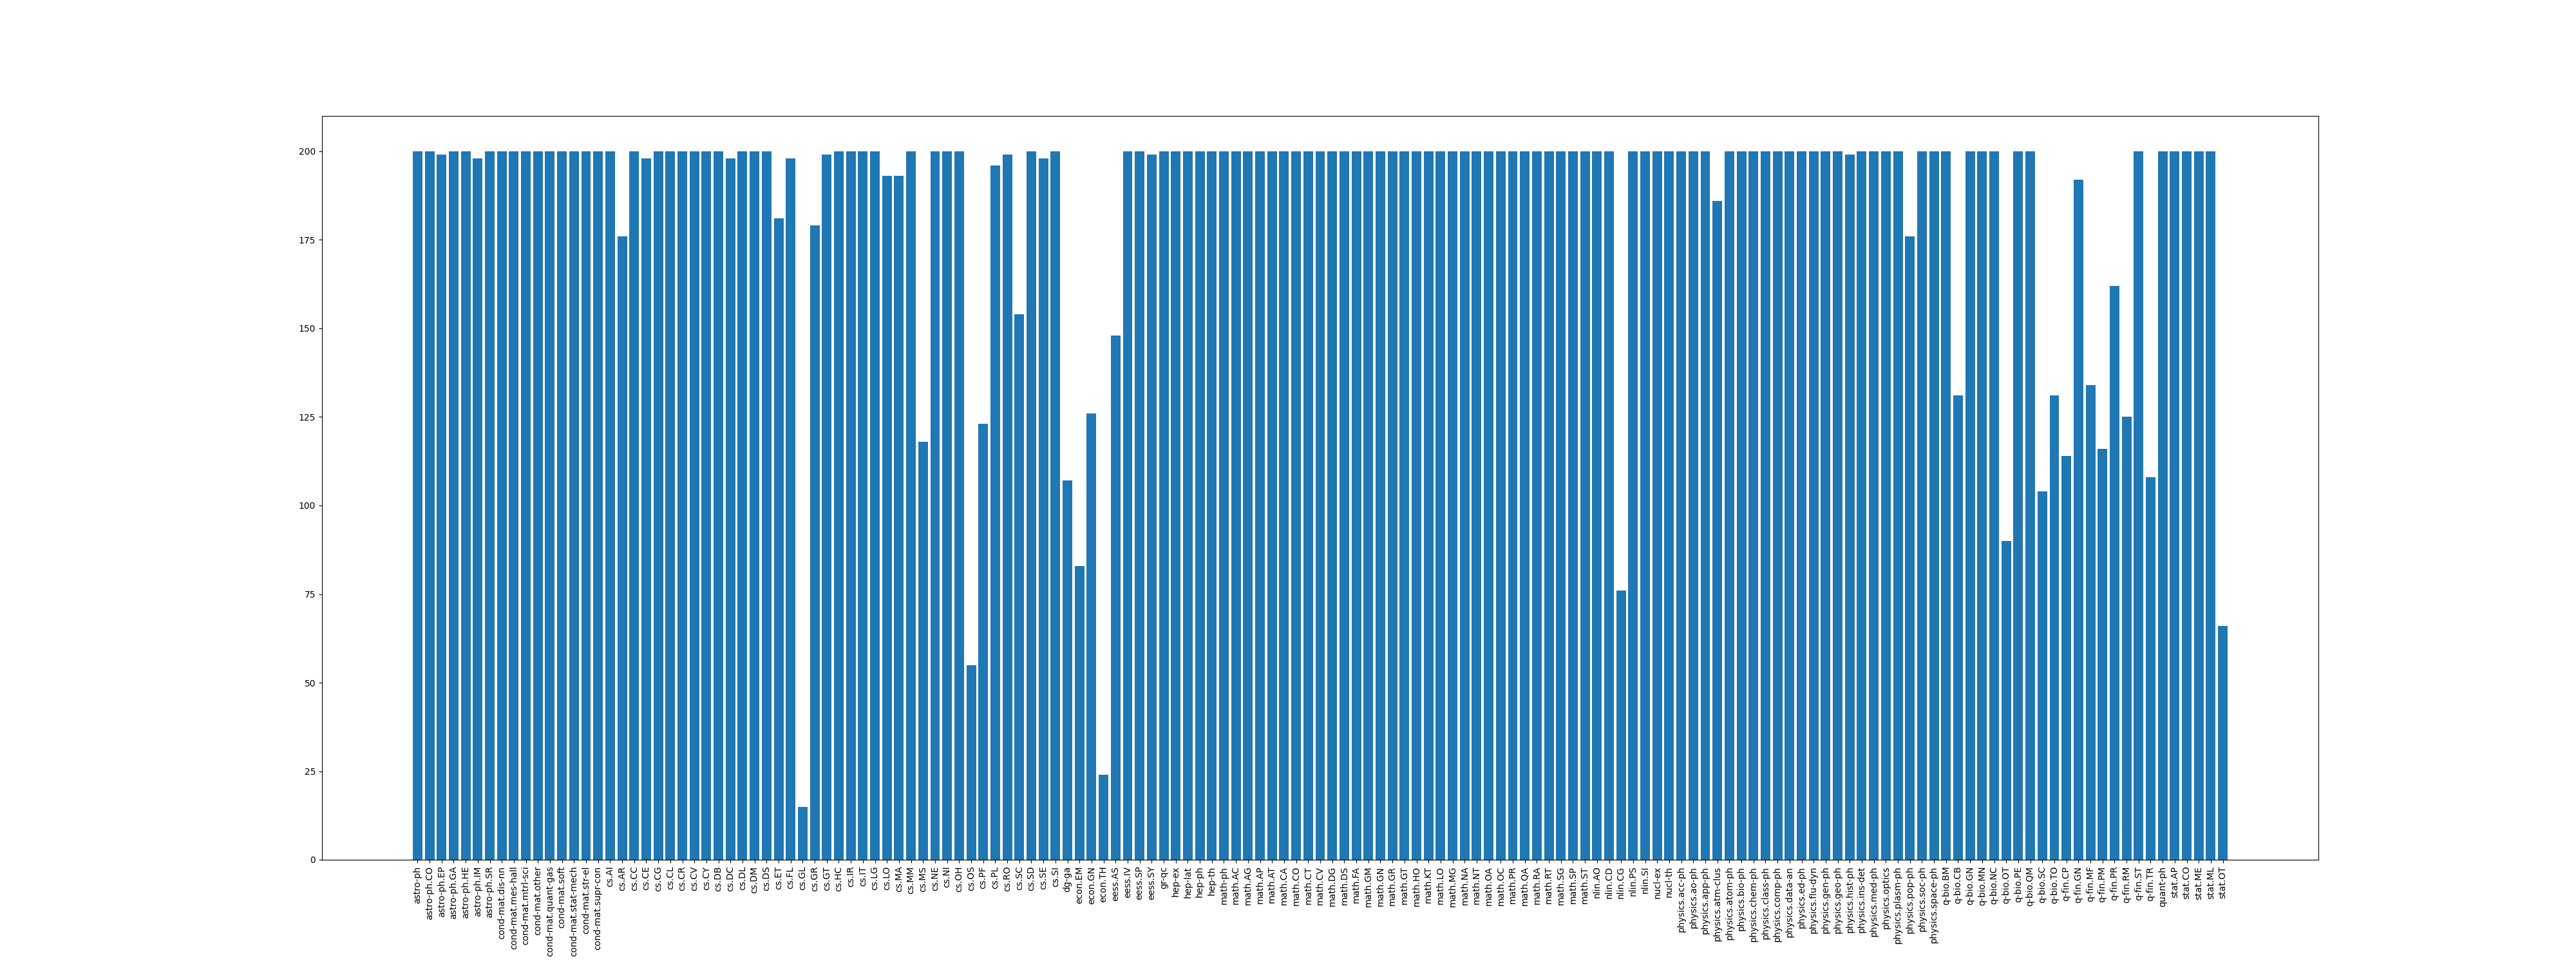 200
175
150
125
100
75
50
25
0
astro-ph
astro-ph.CO
astro-ph.EP
astro-ph.GA
astro-ph.HE
astro-ph.IM
astro-ph.SR
cond-mat.dis-nn
cond-mat.mes-hall
cond-mat.mtrl-sci
cond-mat.other
cond-mat.quant-gas
cond-mat.soft
cond-mat.stat-mech
cond-mat.str-el
cond-mat.supr-con
cs.AI
cs.AR
cs.CC
cs.CE
cs.CG
cs.CL
cs.CR
cs.CV
cs.CY
cs.DB
cs.DC
cs.DL
cs.DM
cs.DS
cs.ET
cs.FL
cs.GL
cs.GR
cs.GT
cs.HC
cs.IR
cs.IT
cs.LG
cs.LO
cs.MA
cs.MM
cs.MS
cs.NE
cs.NI
cs.OH
cs.OS
cs.PF
cs.PL
cs.RO
cs.SC
cs.SD
cs.SE
cs.SI
dg-ga
econ.EM
econ.GN
econ.TH
eess.AS
eess.IV
eess.SP
eess.SY
gr-qc
hep-ex
hep-lat
hep-ph
hep-th
math-ph
math.AC
math.AG
math.AP
math.AT
math.CA
math.CO
math.CT
math.CV
math.DG
math.DS
math.FA
math.GM
math.GN
math.GR
math.GT
math.HO
math.KT
math.LO
math.MG
math.NA
math.NT
math.OA
math.OC
math.PR
math.QA
math.RA
math.RT
math.SG
math.SP
math.ST
nlin.AO
nlin.CD
nlin.CG
nlin.PS
nlin.SI
nucl-ex
nucl-th
physics.acc-ph
physics.ao-ph
physics.app-ph
physics.atm-clus
physics.atom-ph
physics.bio-ph
physics.chem-ph
physics.class-ph
physics.comp-ph
physics.data-an
physics.ed-ph
physics.flu-dyn
physics.gen-ph
physics.geo-ph
physics.hist-ph
physics.ins-det
physics.med-ph
physics.optics
physics.plasm-ph
physics.pop-ph
physics.soc-ph
physics.space-ph
q-bio.BM
q-bio.CB
q-bio.GN
q-bio.MN
q-bio.NC
q-bio.OT
q-bio.PE
q-bio.QM
q-bio.SC
q-bio.TO
q-fin.CP
q-fin.GN
q-fin.MF
q-fin.PM
q-fin.PR
q-fin.RM
q-fin.ST
q-fin.TR
quant-ph
stat.AP
stat.CO
stat.ME
stat.ML
stat.OT